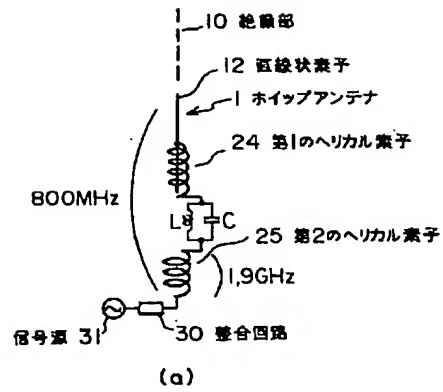 10 絶縁部
12 直線状素子
1 ホイップアンテナ
24 第1のヘリカル素子
800MHz
L
C
25 第2のヘリカル素子
1,9GHz
信号源 31
30 整合回路
(a)